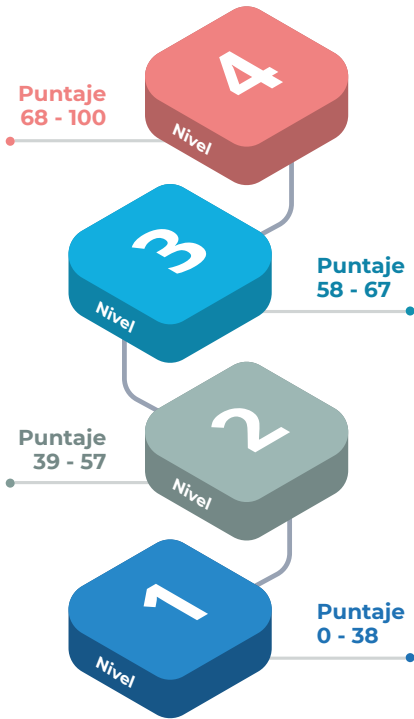 4
Nivel
Puntaje
68 - 100
3
Nivel
Puntaje
58 - 67
2
Nivel
Puntaje
39 - 57
1
Nivel
Puntaje
0 - 38